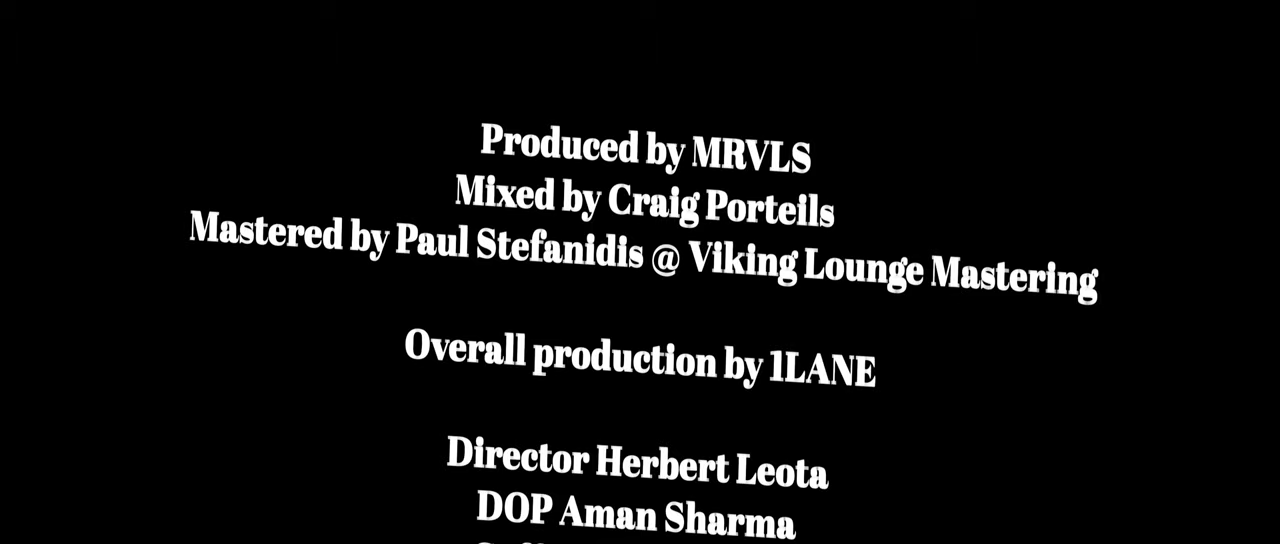 Produced by MRVLS
Mixed by Craig Porteils
Mastered by Paul Stefanidis @ Viking Lounge Mastering
Overall production by 1LANE
Director Herbert Leota
DOP Aman Sharma